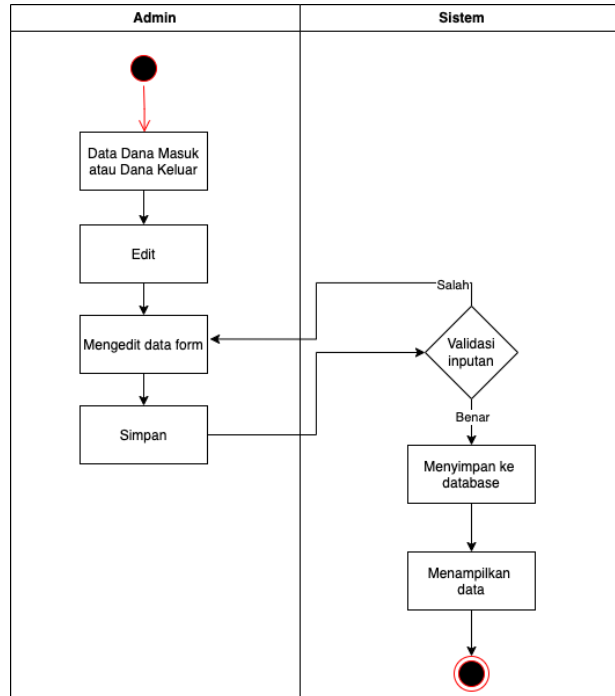 Admin
Sistem
Data Dana Masuk
atau Dana Keluar
Edit
Mengedit data form
Simpan
Salah
Validasi
inputan
Benar
Menyimpan ke
database
Menampilkan
data